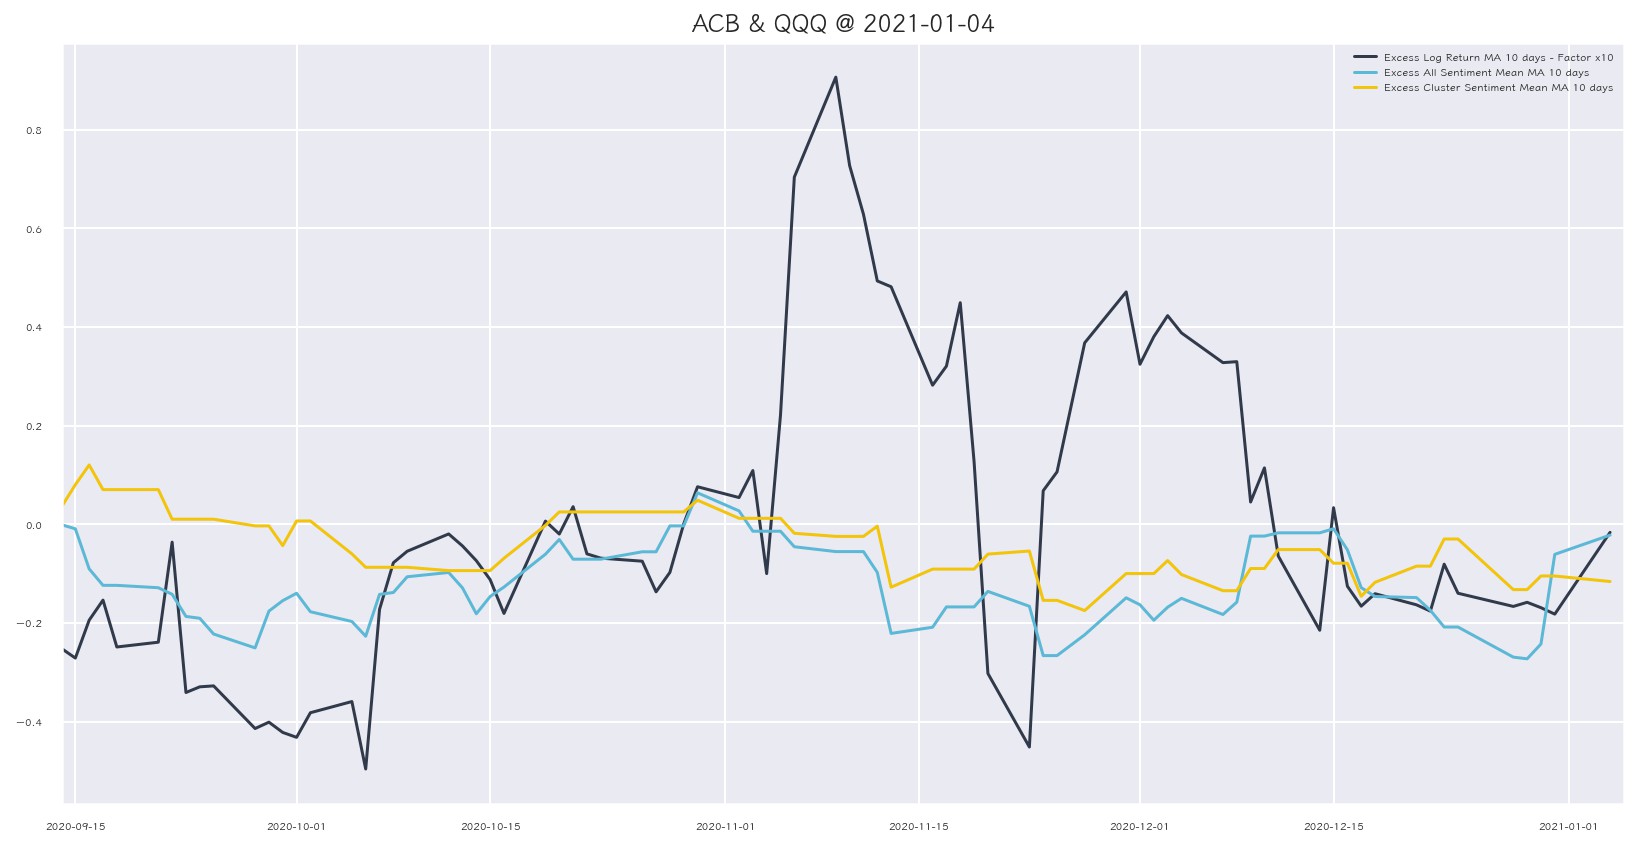 ACB & QQQ @ 2021-01-04
Excess Log Return MA 10 days - Factor x10
Excess All Sentiment Mean MA 10 days
Excess Cluster Sentiment Mean MA 10 days
0.8
0.6
0.4
0.2
0.0
−0.2
−0.4
2020-09-15 2020-10-01 2020-10-15 2020-11-01 2020-11-15 2020-12-01 2020-12-15 2021-01-01